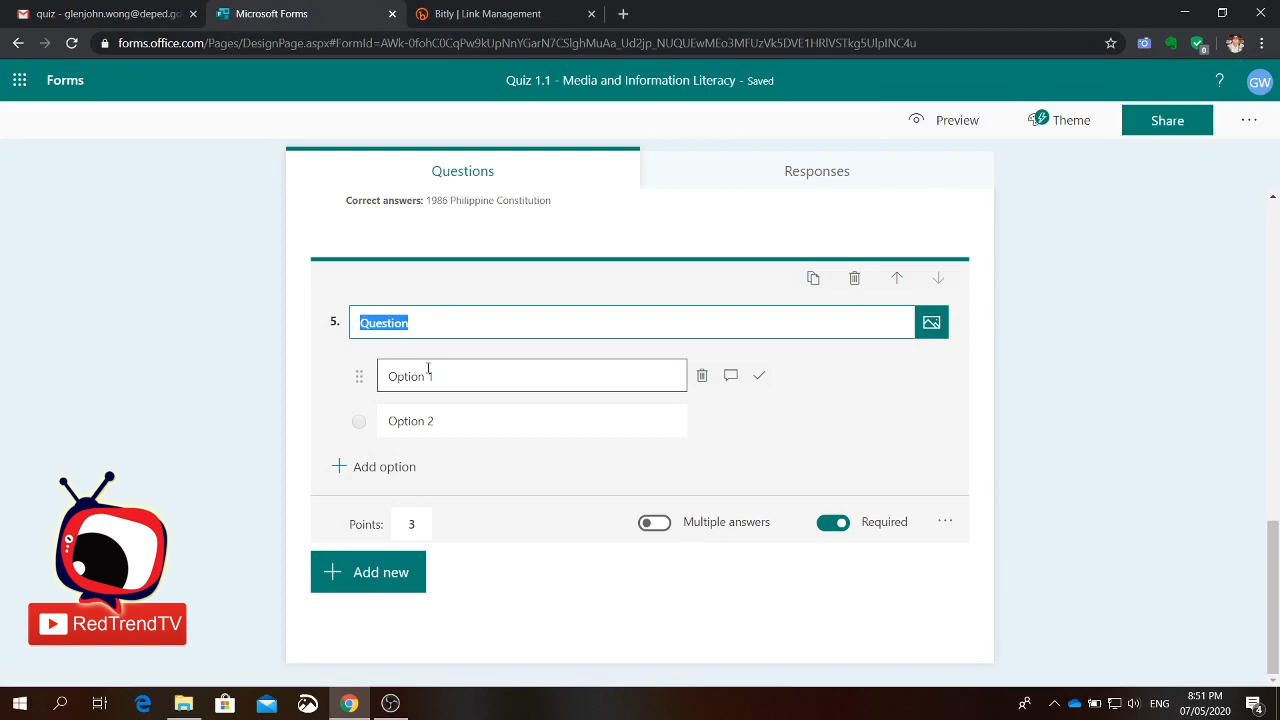 quiz - glenjohn.wong@deped.go
Microsoft Forms
Bitly | Link Management
forms.office.com/Pages/DesignPage.aspx#FormId=AWk-0fohC0CqPw9kUpNnYGarN7CSlghMuAa_Ud2jp_NUQUEwMEo3MFUzVk5DVE1HRlVSTkg5UlpINC4u
Forms
Quiz 1.1 - Media and Information Literacy - Saved
?
GW
Preview
Theme
Share
Questions
Responses
Correct answers: 1986 Philippine Constitution
5.
Question
Option 1
Option 2
Add option
Points: 3
Multiple answers
Required
Add new
RedTrendTV
ENG
8:51 PM
07/05/2020
4